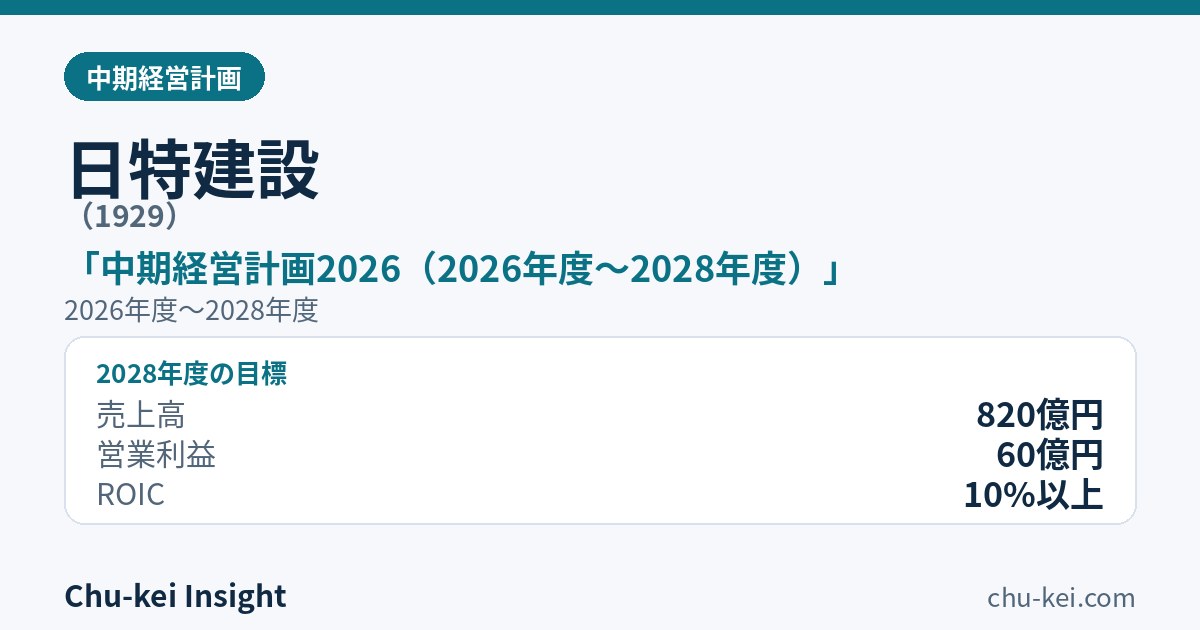 中期経営計画
日特建設
（1929）
「中期経営計画2026（2026年度〜2028年度）」
2026年度〜2028年度
2028年度の目標
売上高 820億円
営業利益 60億円
ROIC 10%以上
Chu-kei Insight chu-kei.com